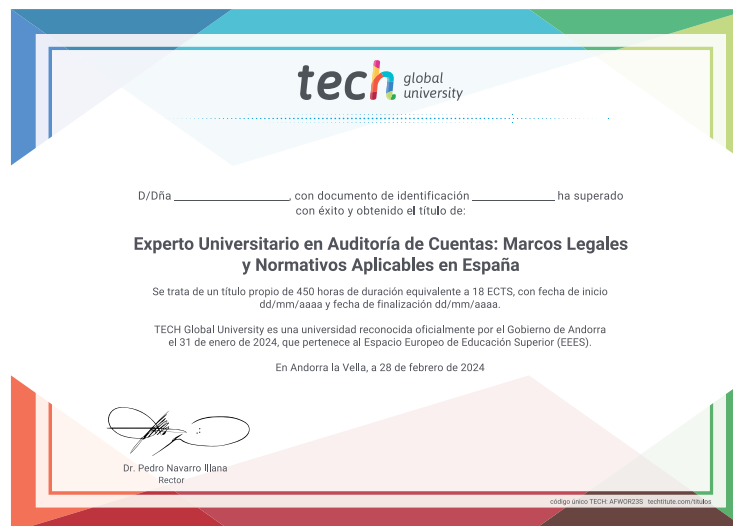 tech global university
D/Dña ______________, con documento de identificación ______________ ha superado
con éxito y obtenido el título de:
Experto Universitario en Auditoría de Cuentas: Marcos Legales
y Normativos Aplicables en España
Se trata de un título propio de 450 horas de duración equivalente a 18 ECTS, con fecha de inicio
dd/mm/aaaa y fecha de finalización dd/mm/aaaa.
TECH Global University es una universidad reconocida oficialmente por el Gobierno de Andorra
el 31 de enero de 2024, que pertenece al Espacio Europeo de Educación Superior (EEES).
En Andorra la Vella, a 28 de febrero de 2024
Dr. Pedro Navarro Illana
Rector
código único TECH: AFWOR23S techtitute.com/titulos